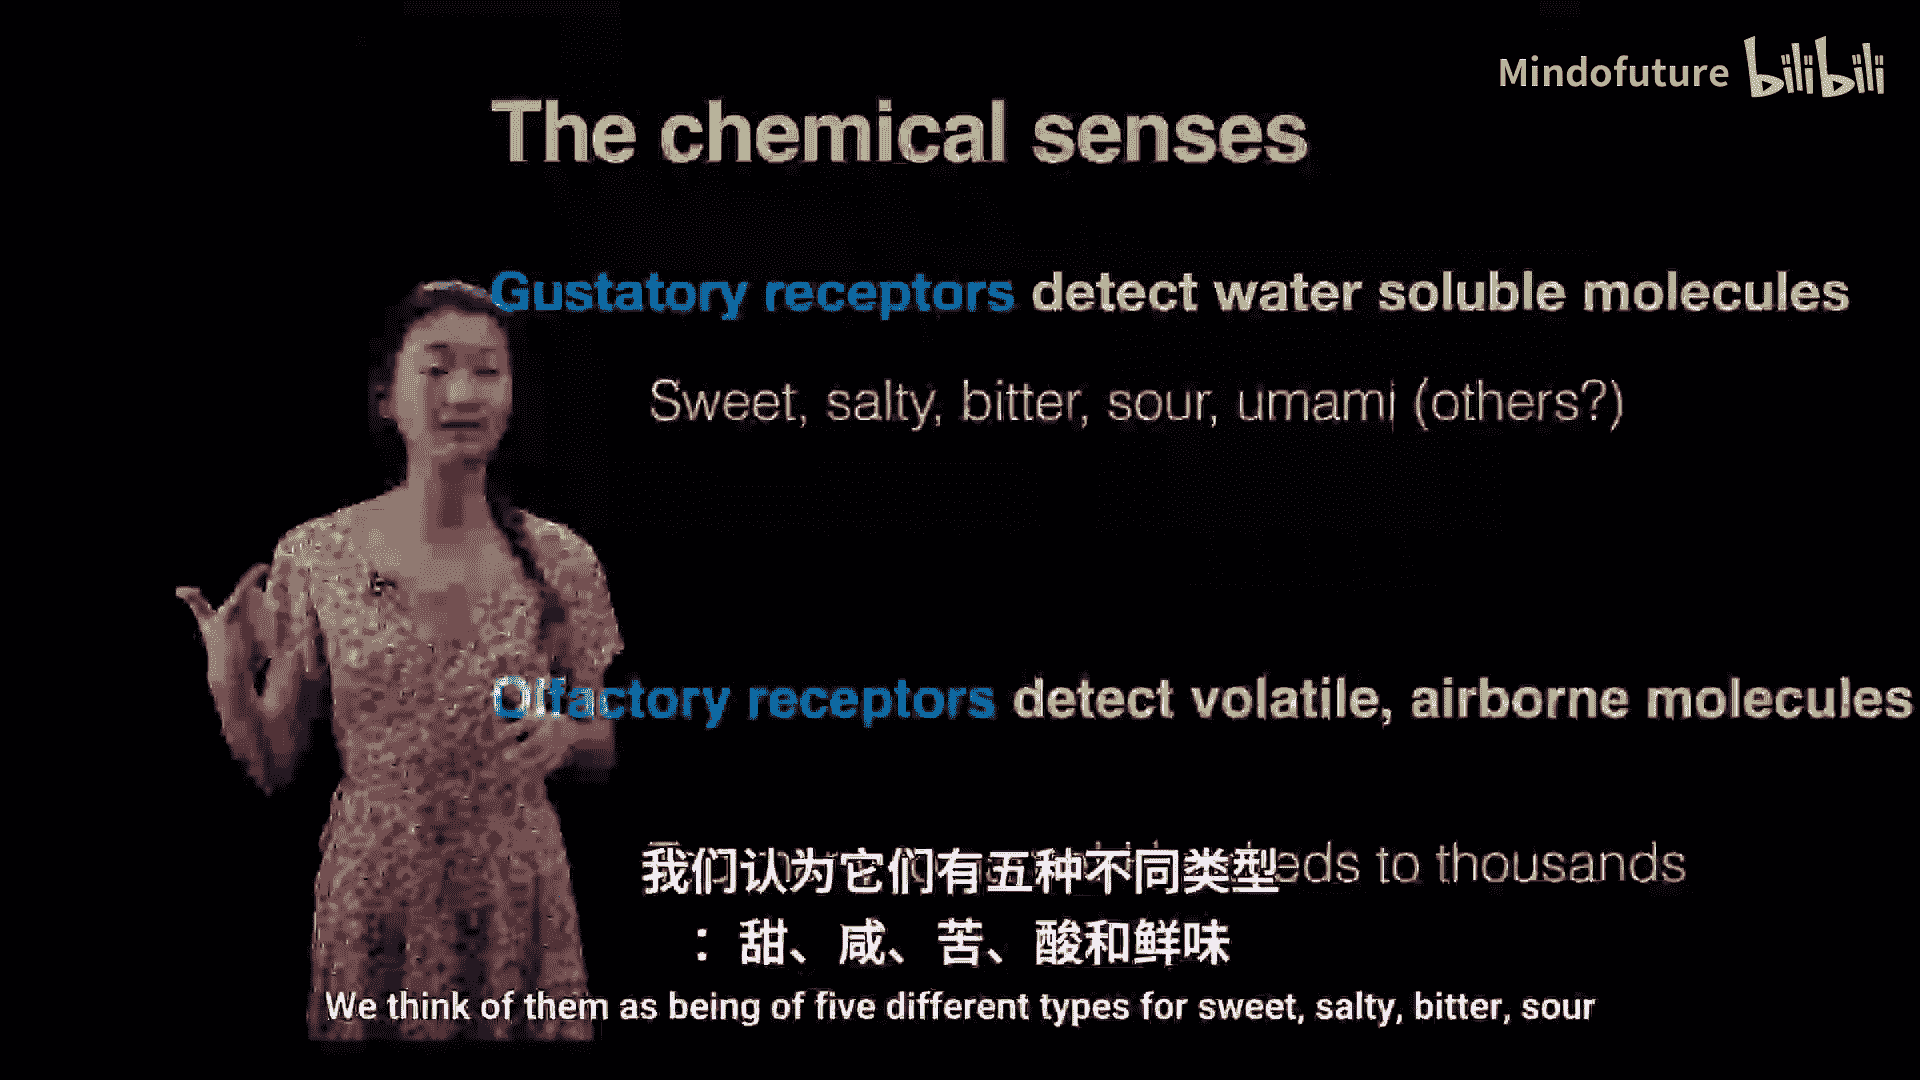 Mindofuture bilibili
The chemical senses
Gustatory receptors detect water soluble molecules
Sweet, salty, bitter, sour, umami (others?)
Olfactory receptors detect volatile, airborne molecules
to thousands
我们认为它们有五种不同类型
：甜、咸、苦、酸和鲜味
We think of them as being of five different types for sweet, salty, bitter, sour